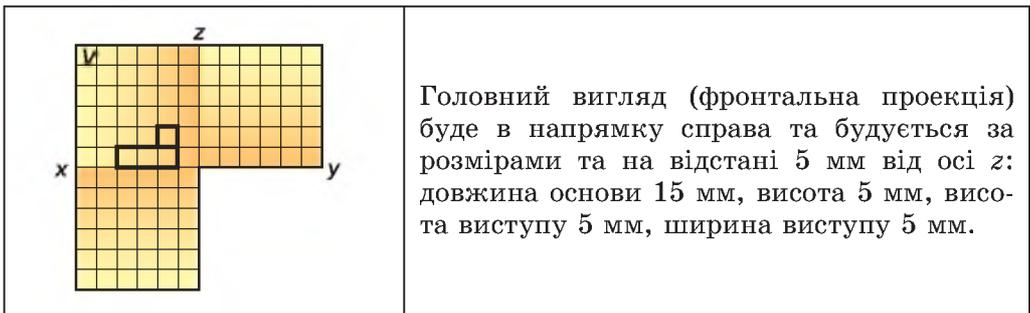 z
V
x
y
Головний вигляд (фронтальна проекція)
буде в напрямку справа та будується за
розмірами та на відстані 5 мм від осі z:
довжина основи 15 мм, висота 5 мм, висо-
та виступу 5 мм, ширина виступу 5 мм.